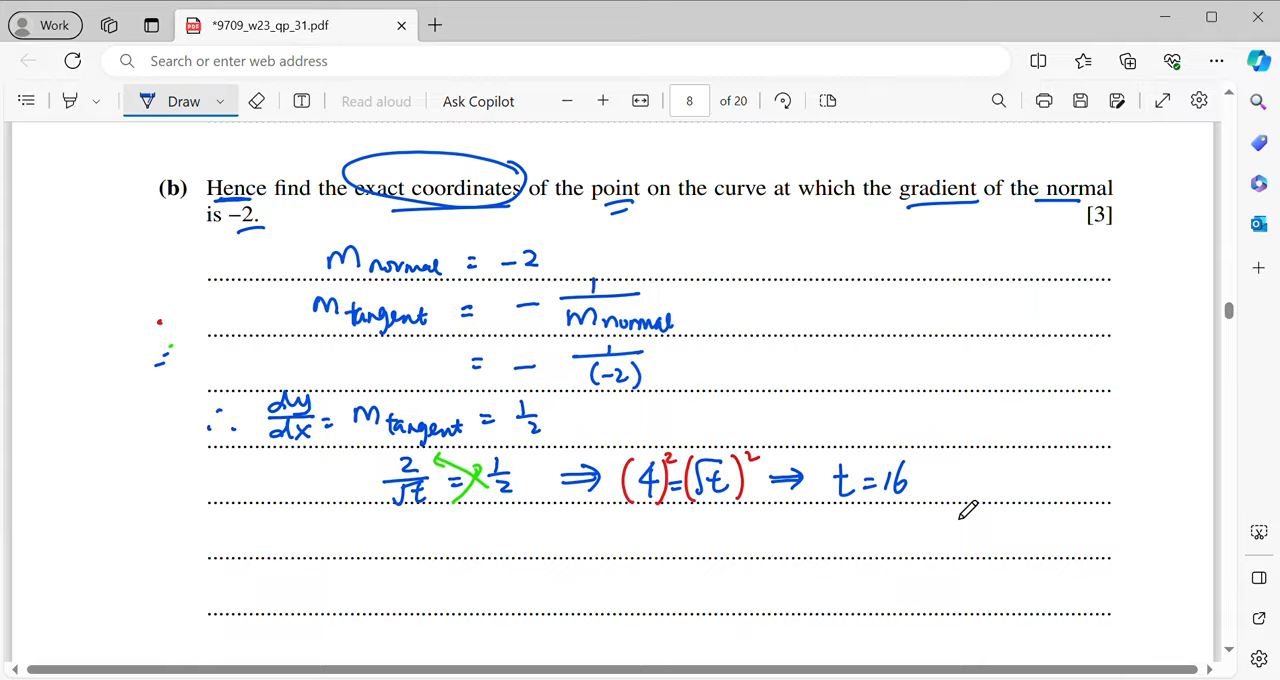 Work
*9709_w23_qp_31.pdf
Search or enter web address
Draw
Read aloud
Ask Copilot
8
of 20
(b) Hence find the exact coordinates of the point on the curve at which the gradient of the normal
is −2. [3]
m normal = -2
m tangent = - 1/m normal
= - 1/(-2)
∴ dy/dx = m tangent = 1/2
2/√t = 1/2 ⇒ (4)² = (√t)² ⇒ t = 16